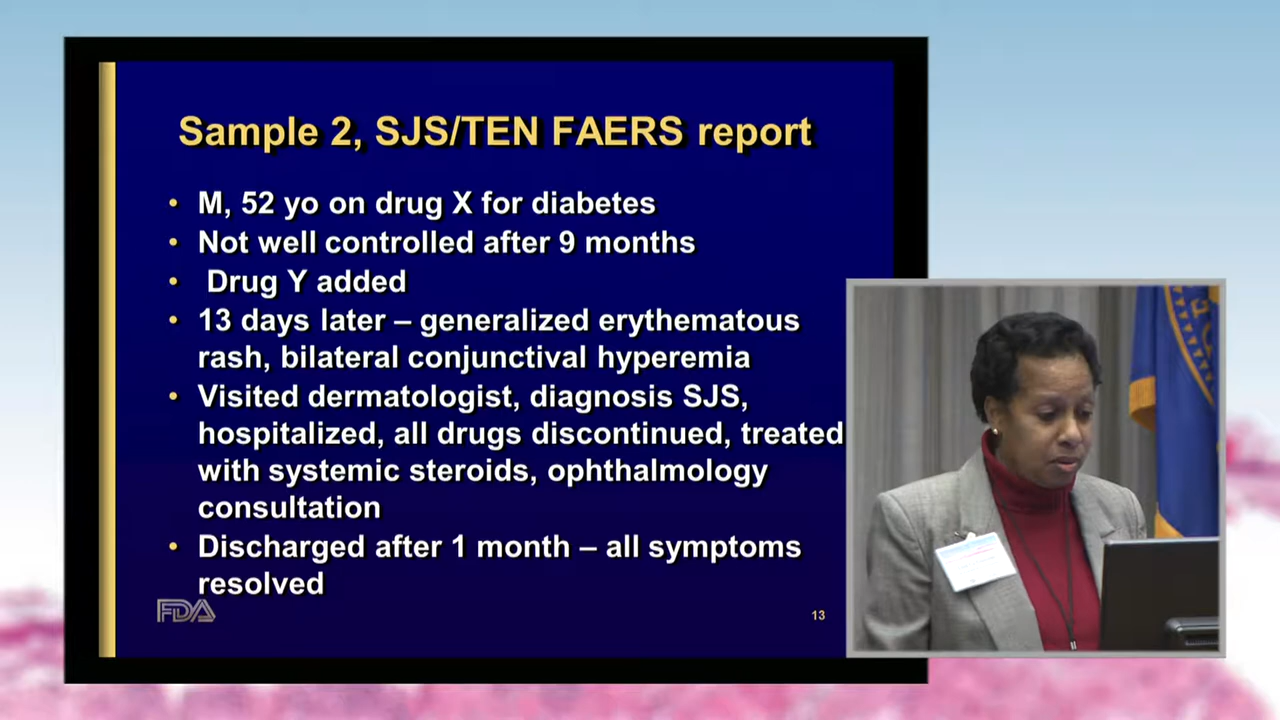 Sample 2, SJS/TEN FAERS report
• M, 52 yo on drug X for diabetes
• Not well controlled after 9 months
• Drug Y added
• 13 days later – generalized erythematous
rash, bilateral conjunctival hyperemia
• Visited dermatologist, diagnosis SJS,
hospitalized, all drugs discontinued, treated
with systemic steroids, ophthalmology
consultation
• Discharged after 1 month – all symptoms
resolved
FDA
13